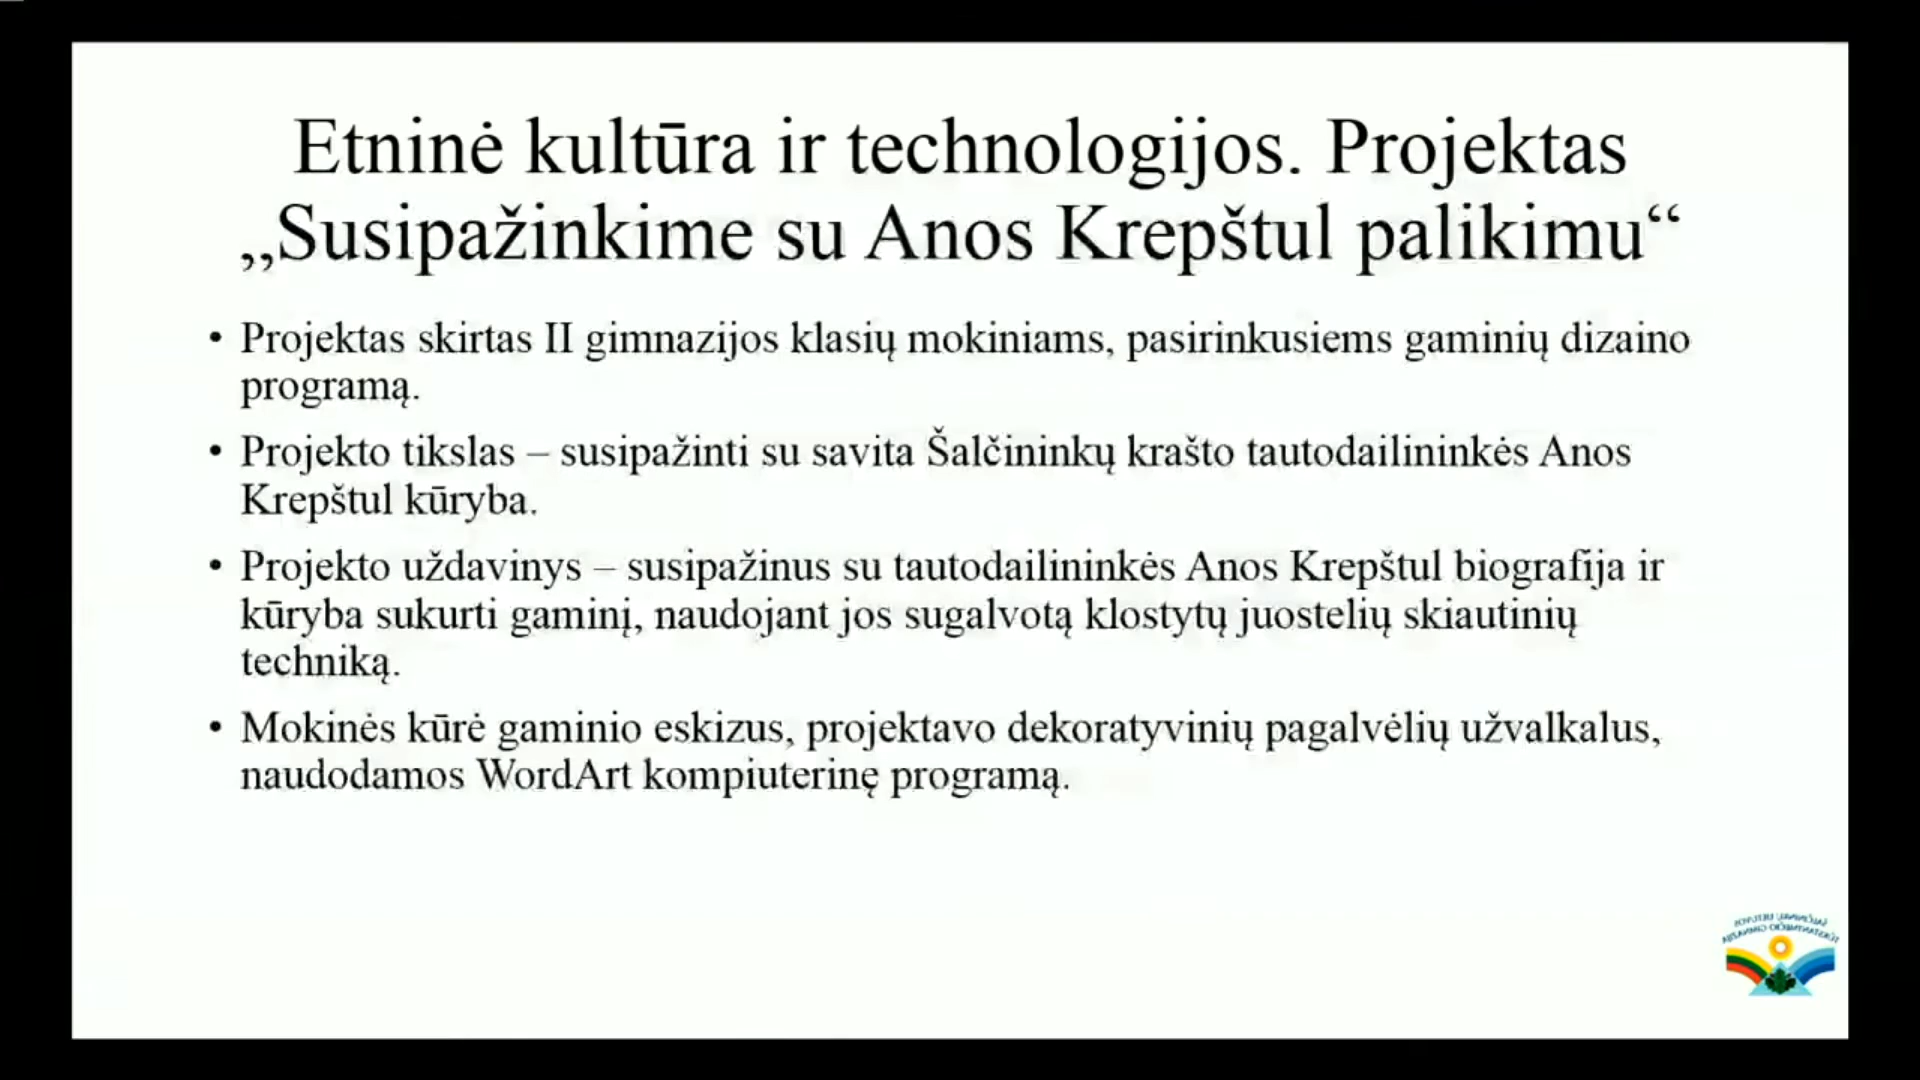 Etninė kultūra ir technologijos. Projektas
„Susipažinkime su Anos Krepštul palikimu“
• Projektas skirtas II gimnazijos klasių mokiniams, pasirinkusiems gaminių dizaino
programą.
• Projekto tikslas – susipažinti su savita Šalčininkų krašto tautodailininkės Anos
Krepštul kūryba.
• Projekto uždavinys – susipažinus su tautodailininkės Anos Krepštul biografija ir
kūryba sukurti gaminį, naudojant jos sugalvotą klostytų juostelių skiautinių
techniką.
• Mokinės kūrė gaminio eskizus, projektavo dekoratyvinių pagalvėlių užvalkalus,
naudodamos WordArt kompiuterinę programą.